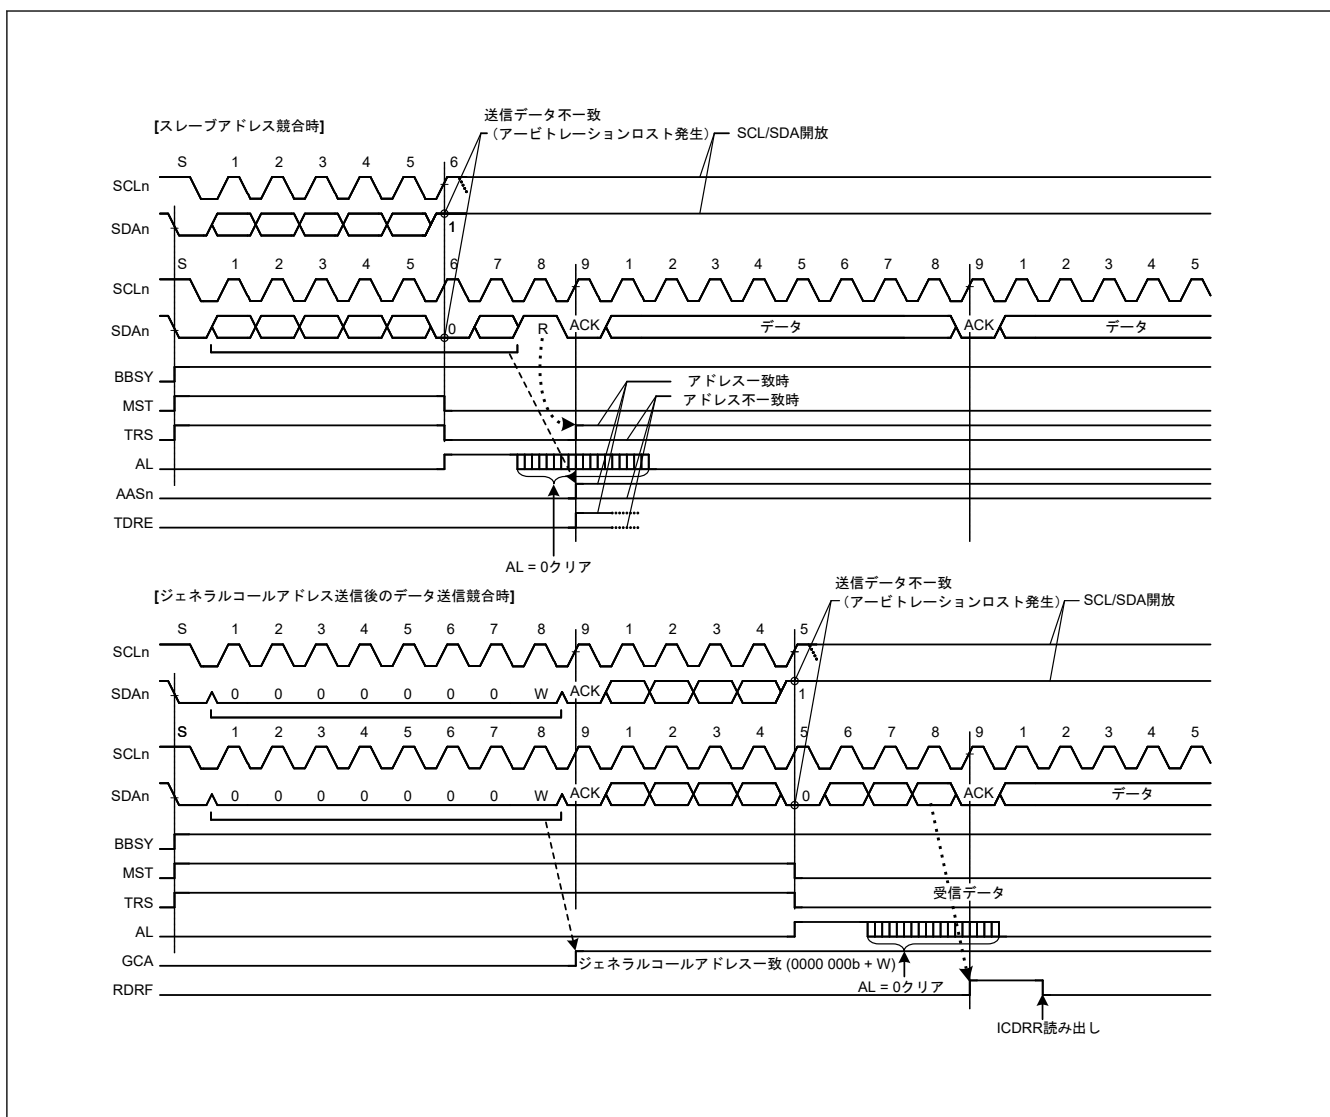 [スレーブアドレス競合時]
送信データ不一致
（アービトレーションロスト発生）
SCL/SDA開放
S 1 2 3 4 5 6
SCLn
SDAn 1
S 1 2 3 4 5 6 7 8 9 1 2 3 4 5 6 7 8 9 1 2 3 4 5
SCLn
SDAn 0 R ACK データ ACK データ
BBSY
アドレス一致時
MST
アドレス不一致時
TRS
AL
AASn
TDRE
AL = 0クリア
[ジェネラルコールアドレス送信後のデータ送信競合時]
送信データ不一致
（アービトレーションロスト発生）
SCL/SDA開放
S 1 2 3 4 5 6 7 8 9 1 2 3 4 5
SCLn
SDAn 0 0 0 0 0 0 0 W ACK 1
S 1 2 3 4 5 6 7 8 9 1 2 3 4 5 6 7 8 9 1 2 3 4 5
SCLn
SDAn 0 0 0 0 0 0 0 W ACK 0 ACK データ
BBSY
MST
受信データ
TRS
AL
GCA
ジェネラルコールアドレス一致 (0000 000b + W)
AL = 0クリア
RDRF
ICDRR読み出し